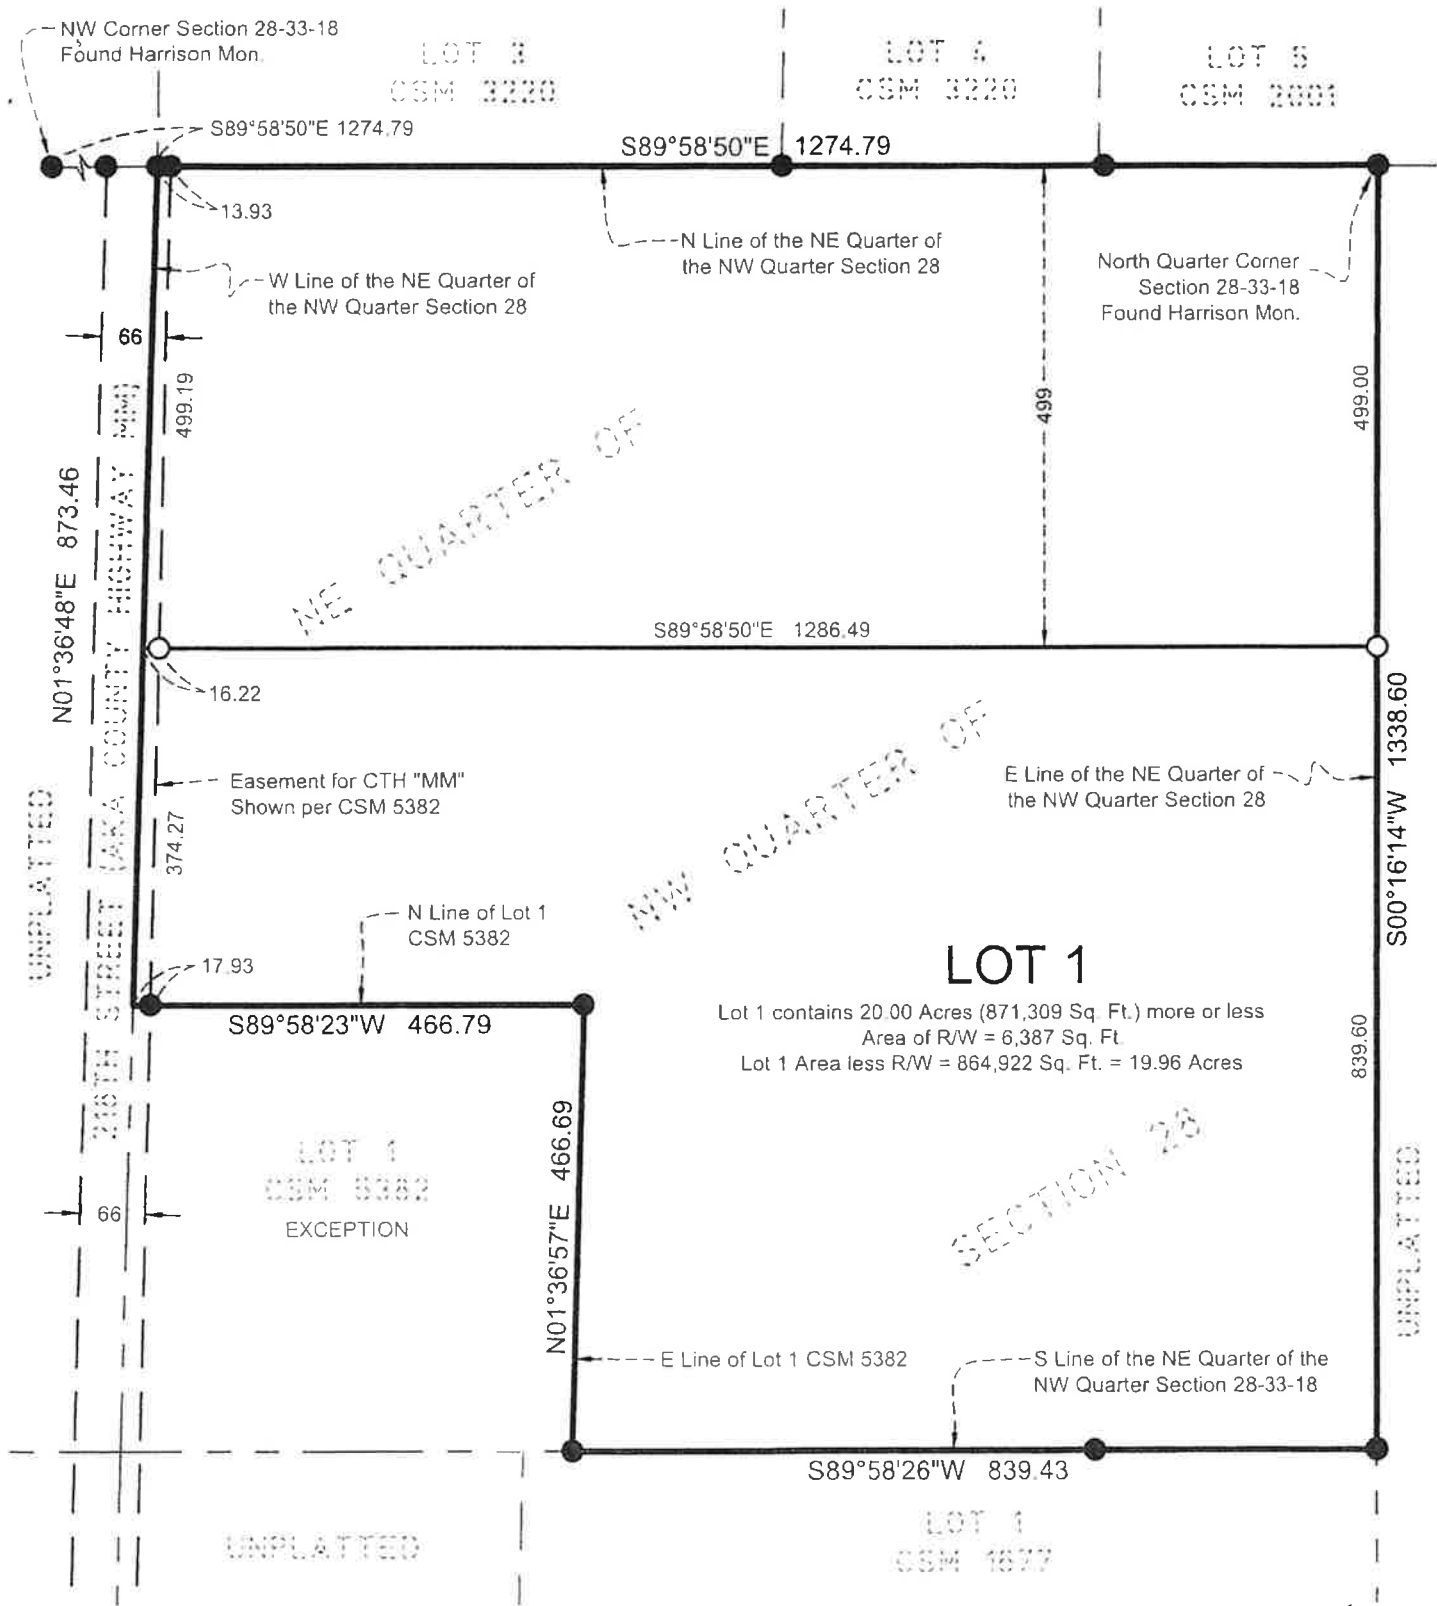 NW Corner Section 28-33-18
Found Harrison Mon.
LOT 3
CSM 3220
LOT 4
CSM 3220
LOT 5
CSM 2001
S89°58'50"E 1274.79
S89°58'50"E 1274.79
13.93
N Line of the NE Quarter of
the NW Quarter Section 28
W Line of the NE Quarter of
the NW Quarter Section 28
North Quarter Corner
Section 28-33-18
Found Harrison Mon.
66
499.19
499
499.00
N01°36'48"E 873.46
NE QUARTER OF
S89°58'50"E 1286.49
16.22
NW QUARTER OF
S00°16'14"W 1338.60
E Line of the NE Quarter of
the NW Quarter Section 28
Easement for CTH "MM"
Shown per CSM 5382
374.27
UNPLATTED
STREET (AKA COUNTY HIGHWAY MM)
N Line of Lot 1
CSM 5382
17.93
S89°58'23"W 466.79
LOT 1
Lot 1 contains 20.00 Acres (871,309 Sq. Ft.) more or less
Area of R/W = 6,387 Sq. Ft.
Lot 1 Area less R/W = 864,922 Sq. Ft. = 19.96 Acres
839.60
N01°36'57"E 466.69
SECTION 28
LOT 1
CSM 5382
EXCEPTION
66
UNPLATTED
E Line of Lot 1 CSM 5382
S Line of the NE Quarter of the
NW Quarter Section 28-33-18
S89°58'26"W 839.43
UNPLATTED
LOT 1
CSM 1677